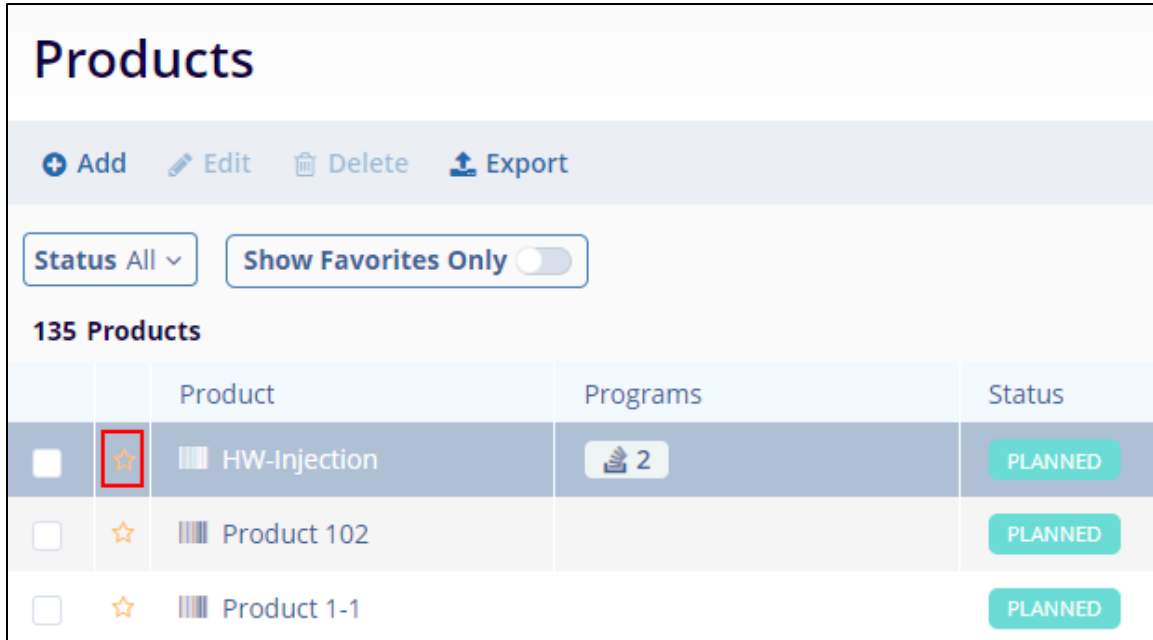 Products
Add Edit Delete Export
Status All Show Favorites Only
135 Products
Product Programs Status
HW-Injection 2 PLANNED
Product 102 PLANNED
Product 1-1 PLANNED